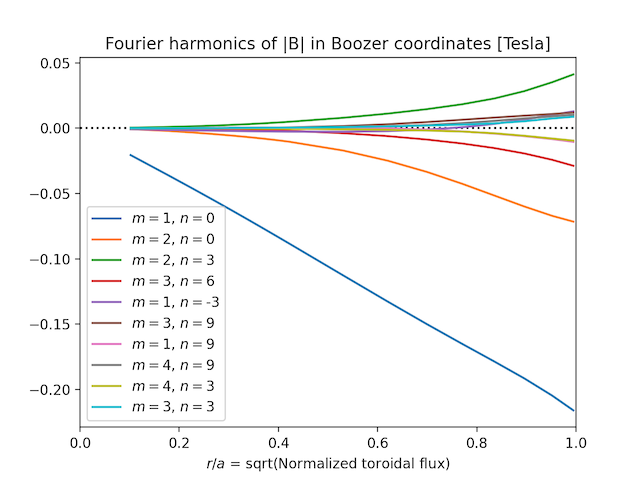 Fourier harmonics of |B| in Boozer coordinates [Tesla]
0.05
0.00
−0.05
−0.10
−0.15
−0.20
m = 1, n = 0
m = 2, n = 0
m = 2, n = 3
m = 3, n = 6
m = 1, n = -3
m = 3, n = 9
m = 1, n = 9
m = 4, n = 9
m = 4, n = 3
m = 3, n = 3
0.0 0.2 0.4 0.6 0.8 1.0
r/a = sqrt(Normalized toroidal flux)